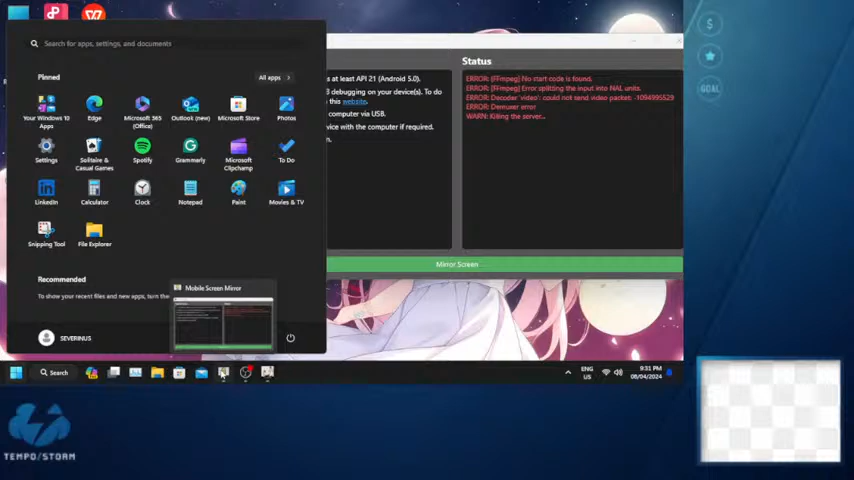 Search for apps, settings, and documents
Pinned
All apps
Your Windows 10 Apps
Edge
Microsoft 365 (Office)
Outlook (new)
Microsoft Store
Photos
Settings
Solitaire & Casual Games
Spotify
Grammarly
Microsoft Clipchamp
To Do
LinkedIn
Calculator
Clock
Notepad
Paint
Movies & TV
Snipping Tool
File Explorer
Recommended
To show your recent files and new apps, turn the
Mobile Screen Mirror
SEVERINUS
s at least API 21 (Android 5.0).
debugging on your device(s). To do
this website.
computer via USB.
vice with the computer if required.
n.
Status
ERROR: [FFmpeg] No start code is found.
ERROR: [FFmpeg] Error splitting the input into NAL units.
ERROR: Decoder 'video': could not send video packet: -1094995529
ERROR: Demuxer error
WARN: Killing the server...
Mirror Screen
Search
ENG
US
9:31 PM
08/04/2024
$
GOAL
TEMPO/STORM